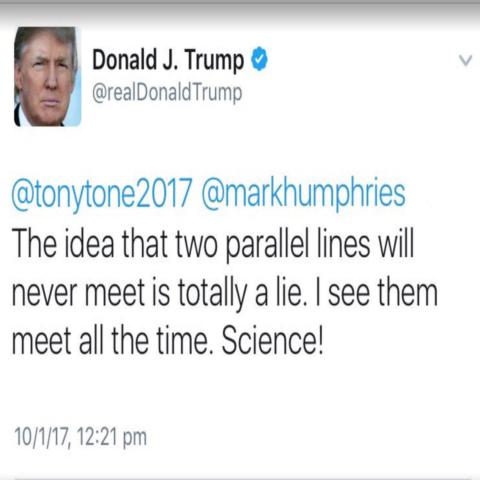 Donald J. Trump
@realDonaldTrump
@tonytone2017 @markhumphries
The idea that two parallel lines will
never meet is totally a lie. I see them
meet all the time. Science!
10/1/17, 12:21 pm